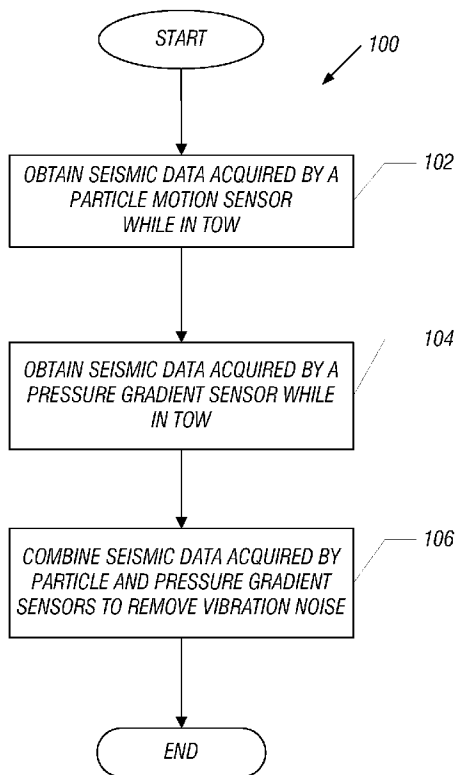 START
100
OBTAIN SEISMIC DATA ACQUIRED BY A
PARTICLE MOTION SENSOR
WHILE IN TOW
102
OBTAIN SEISMIC DATA ACQUIRED BY A
PRESSURE GRADIENT SENSOR WHILE
IN TOW
104
COMBINE SEISMIC DATA ACQUIRED BY
PARTICLE AND PRESSURE GRADIENT
SENSORS TO REMOVE VIBRATION NOISE
106
END